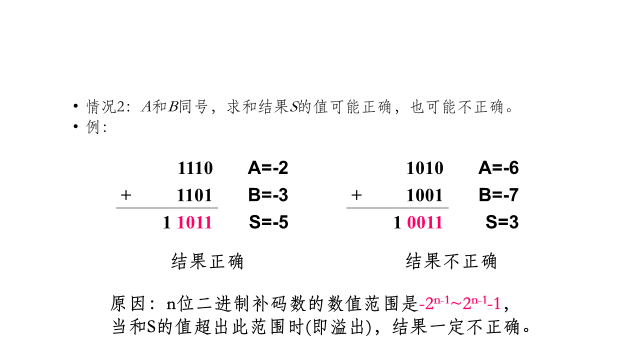 • 情况2：A和B同号，求和结果S的值可能正确，也可能不正确。
• 例：
1110 A=-2 1010 A=-6
+ 1101 B=-3 + 1001 B=-7
1 1011 S=-5 1 0011 S=3
结果正确 结果不正确
原因：n位二进制补码数的数值范围是-2ⁿ⁻¹~2ⁿ⁻¹-1，
当和S的值超出此范围时(即溢出)，结果一定不正确。